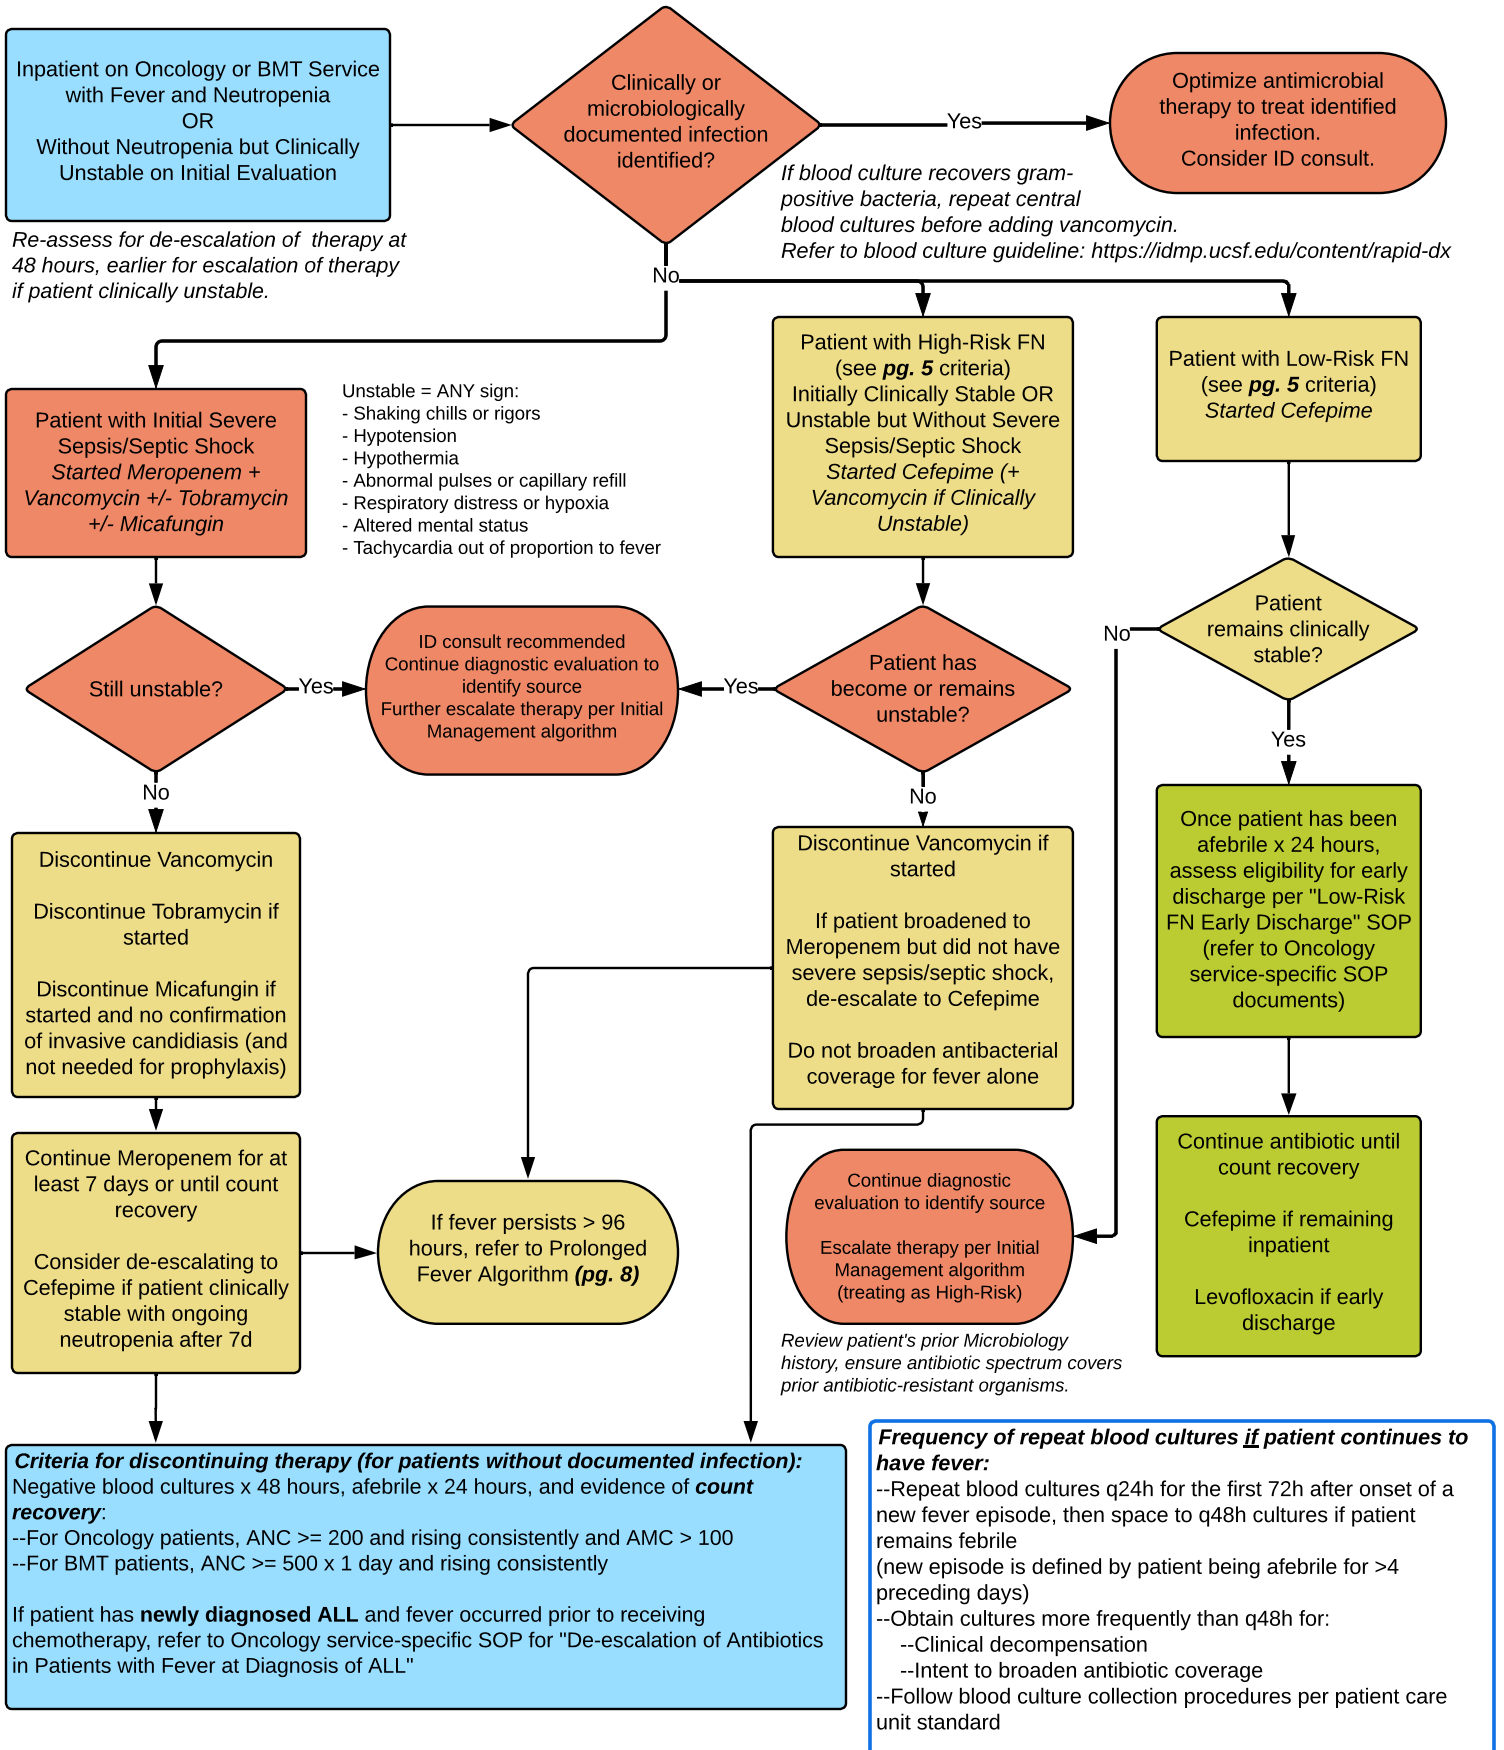 Inpatient on Oncology or BMT Service
with Fever and Neutropenia
OR
Without Neutropenia but Clinically
Unstable on Initial Evaluation
Re-assess for de-escalation of  therapy at
48 hours, earlier for escalation of therapy
if patient clinically unstable.
Clinically or
microbiologically
documented infection
identified?
Yes
Optimize antimicrobial
therapy to treat identified
infection.
Consider ID consult.
If blood culture recovers gram-
positive bacteria, repeat central
blood cultures before adding vancomycin.
Refer to blood culture guideline: https://idmp.ucsf.edu/content/rapid-dx
No
Patient with Initial Severe
Sepsis/Septic Shock
Started Meropenem +
Vancomycin +/- Tobramycin
+/- Micafungin
Unstable = ANY sign:
- Shaking chills or rigors
- Hypotension
- Hypothermia
- Abnormal pulses or capillary refill
- Respiratory distress or hypoxia
- Altered mental status
- Tachycardia out of proportion to fever
Patient with High-Risk FN
(see pg. 5 criteria)
Initially Clinically Stable OR
Unstable but Without Severe
Sepsis/Septic Shock
Started Cefepime (+
Vancomycin if Clinically
Unstable)
Patient with Low-Risk FN
(see pg. 5 criteria)
Started Cefepime
Still unstable?
Yes
ID consult recommended
Continue diagnostic evaluation to
identify source
Further escalate therapy per Initial
Management algorithm
Yes
Patient has
become or remains
unstable?
No
Patient
remains clinically
stable?
Yes
No
Discontinue Vancomycin
Discontinue Tobramycin if
started
Discontinue Micafungin if
started and no confirmation
of invasive candidiasis (and
not needed for prophylaxis)
No
Discontinue Vancomycin if
started
If patient broadened to
Meropenem but did not have
severe sepsis/septic shock,
de-escalate to Cefepime
Do not broaden antibacterial
coverage for fever alone
Once patient has been
afebrile x 24 hours,
assess eligibility for early
discharge per "Low-Risk
FN Early Discharge" SOP
(refer to Oncology
service-specific SOP
documents)
Continue Meropenem for at
least 7 days or until count
recovery
Consider de-escalating to
Cefepime if patient clinically
stable with ongoing
neutropenia after 7d
If fever persists > 96
hours, refer to Prolonged
Fever Algorithm (pg. 8)
Continue diagnostic
evaluation to identify source
Escalate therapy per Initial
Management algorithm
(treating as High-Risk)
Review patient's prior Microbiology
history, ensure antibiotic spectrum covers
prior antibiotic-resistant organisms.
Continue antibiotic until
count recovery
Cefepime if remaining
inpatient
Levofloxacin if early
discharge
Criteria for discontinuing therapy (for patients without documented infection):
Negative blood cultures x 48 hours, afebrile x 24 hours, and evidence of count
recovery:
--For Oncology patients, ANC >= 200 and rising consistently and AMC > 100
--For BMT patients, ANC >= 500 x 1 day and rising consistently
If patient has newly diagnosed ALL and fever occurred prior to receiving
chemotherapy, refer to Oncology service-specific SOP for "De-escalation of Antibiotics
in Patients with Fever at Diagnosis of ALL"
Frequency of repeat blood cultures if patient continues to
have fever:
--Repeat blood cultures q24h for the first 72h after onset of a
new fever episode, then space to q48h cultures if patient
remains febrile
(new episode is defined by patient being afebrile for >4
preceding days)
--Obtain cultures more frequently than q48h for:
--Clinical decompensation
--Intent to broaden antibiotic coverage
--Follow blood culture collection procedures per patient care
unit standard